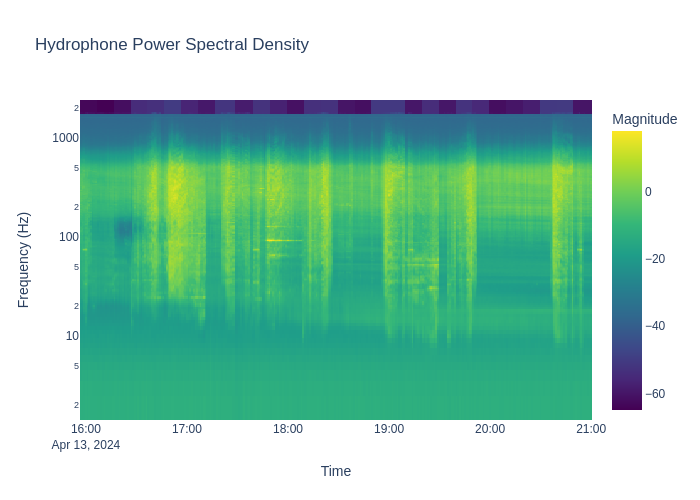 Hydrophone Power Spectral Density
Magnitude
2
1000
5
2
100
5
2
10
5
2
Frequency (Hz)
0
−20
−40
−60
16:00 17:00 18:00 19:00 20:00 21:00
Apr 13, 2024
Time